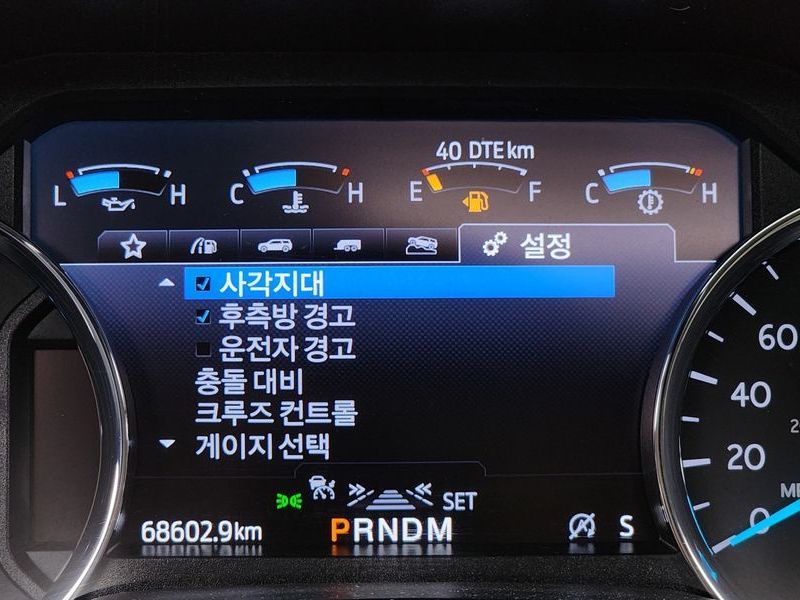 40 DTE km
L H C H E F C H
설정
사각지대
후측방 경고
운전자 경고
충돌 대비
크루즈 컨트롤
게이지 선택
SET
68602.9km PRNDM S
60
40
20
0